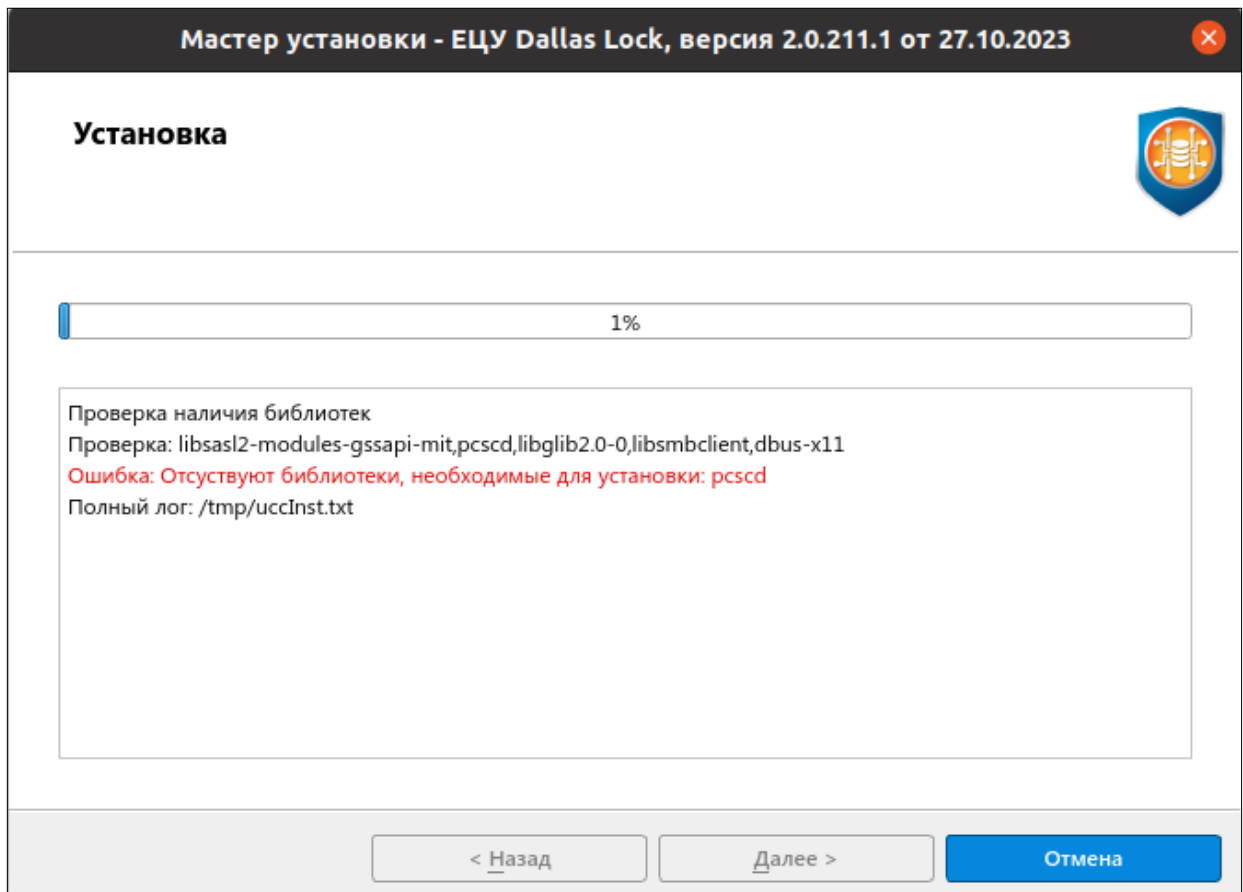 Мастер установки - ЕЦУ Dallas Lock, версия 2.0.211.1 от 27.10.2023
Установка
1%
Проверка наличия библиотек
Проверка: libsasl2-modules-gssapi-mit,pcscd,libglib2.0-0,libsmbclient,dbus-x11
Ошибка: Отсуствуют библиотеки, необходимые для установки: pcscd
Полный лог: /tmp/uccInst.txt
< Назад
Далее >
Отмена